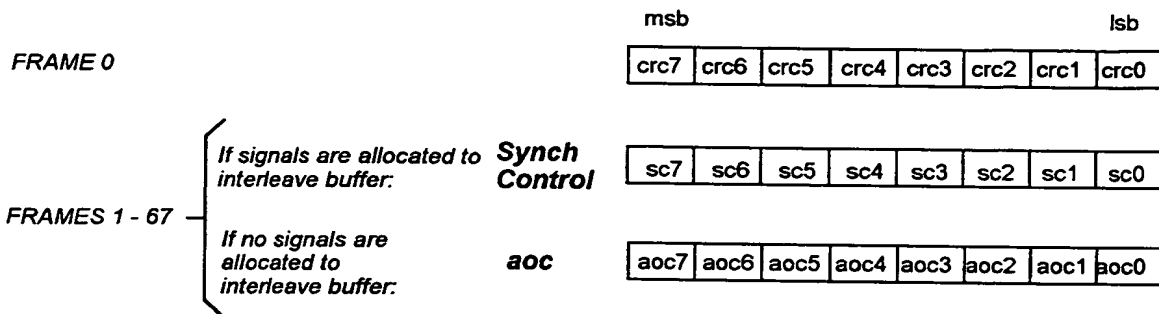 msb lsb
FRAME 0 crc7 crc6 crc5 crc4 crc3 crc2 crc1 crc0
If signals are allocated to Synch
interleave buffer: Control sc7 sc6 sc5 sc4 sc3 sc2 sc1 sc0
FRAMES 1 - 67
If no signals are
allocated to aoc aoc7 aoc6 aoc5 aoc4 aoc3 aoc2 aoc1 aoc0
interleave buffer: